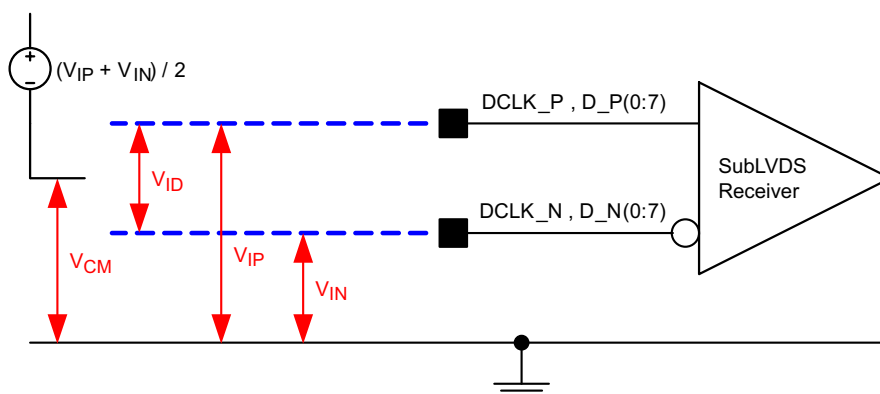 +
(VIP + VIN) / 2
−
DCLK_P , D_P(0:7)
SubLVDS
Receiver
VID
DCLK_N , D_N(0:7)
VCM
VIP
VIN